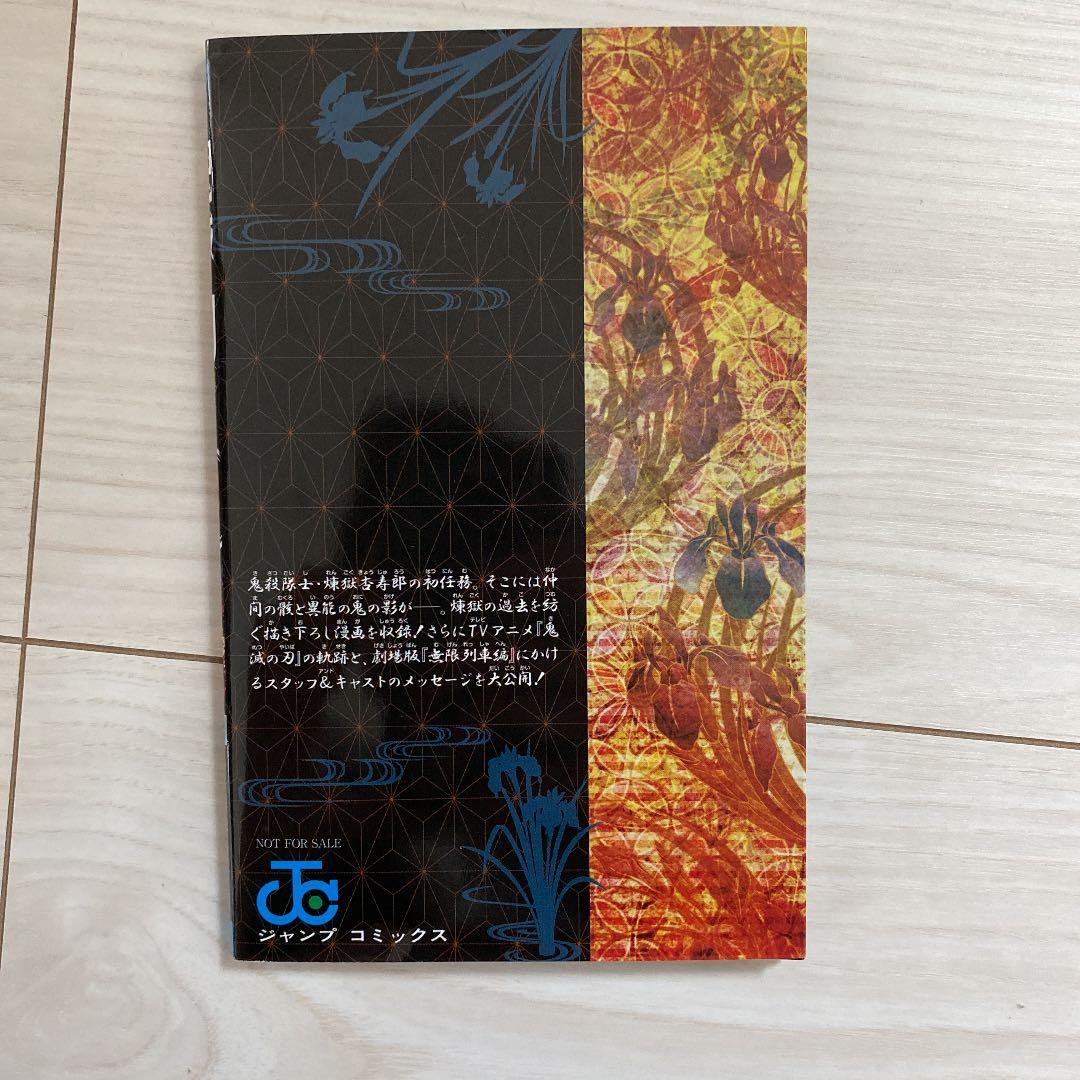 鬼殺隊士・煉獄杏寿郎の初任務。そこには仲
間の骸と異能の鬼の影が──。煉獄の過去を紡
ぐ描き下ろし漫画を収録！さらにTVアニメ『鬼
滅の刃』の軌跡と、劇場版『無限列車編』にかけ
るスタッフ&キャストのメッセージを大公開！
NOT FOR SALE
JC
ジャンプ コミックス